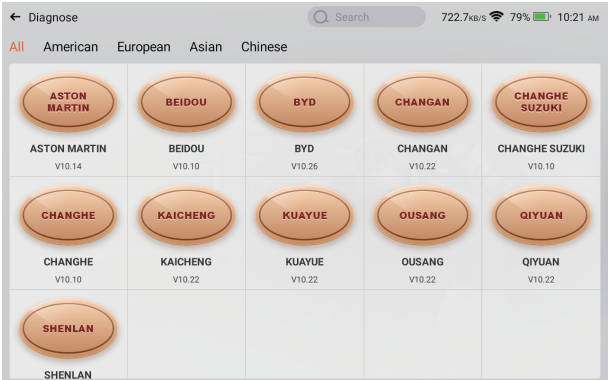 Diagnose
Search
722.7KB/S
79%
10:21 AM
All American European Asian Chinese
ASTON
MARTIN
BEIDOU
BYD
CHANGAN
CHANGHE
SUZUKI
ASTON MARTIN
BEIDOU
BYD
CHANGAN
CHANGHE SUZUKI
V10.14
V10.10
V10.26
V10.22
V10.10
CHANGHE
KAICHENG
KUAYUE
OUSANG
QIYUAN
CHANGHE
KAICHENG
KUAYUE
OUSANG
QIYUAN
V10.10
V10.22
V10.22
V10.22
V10.22
SHENLAN
SHENLAN